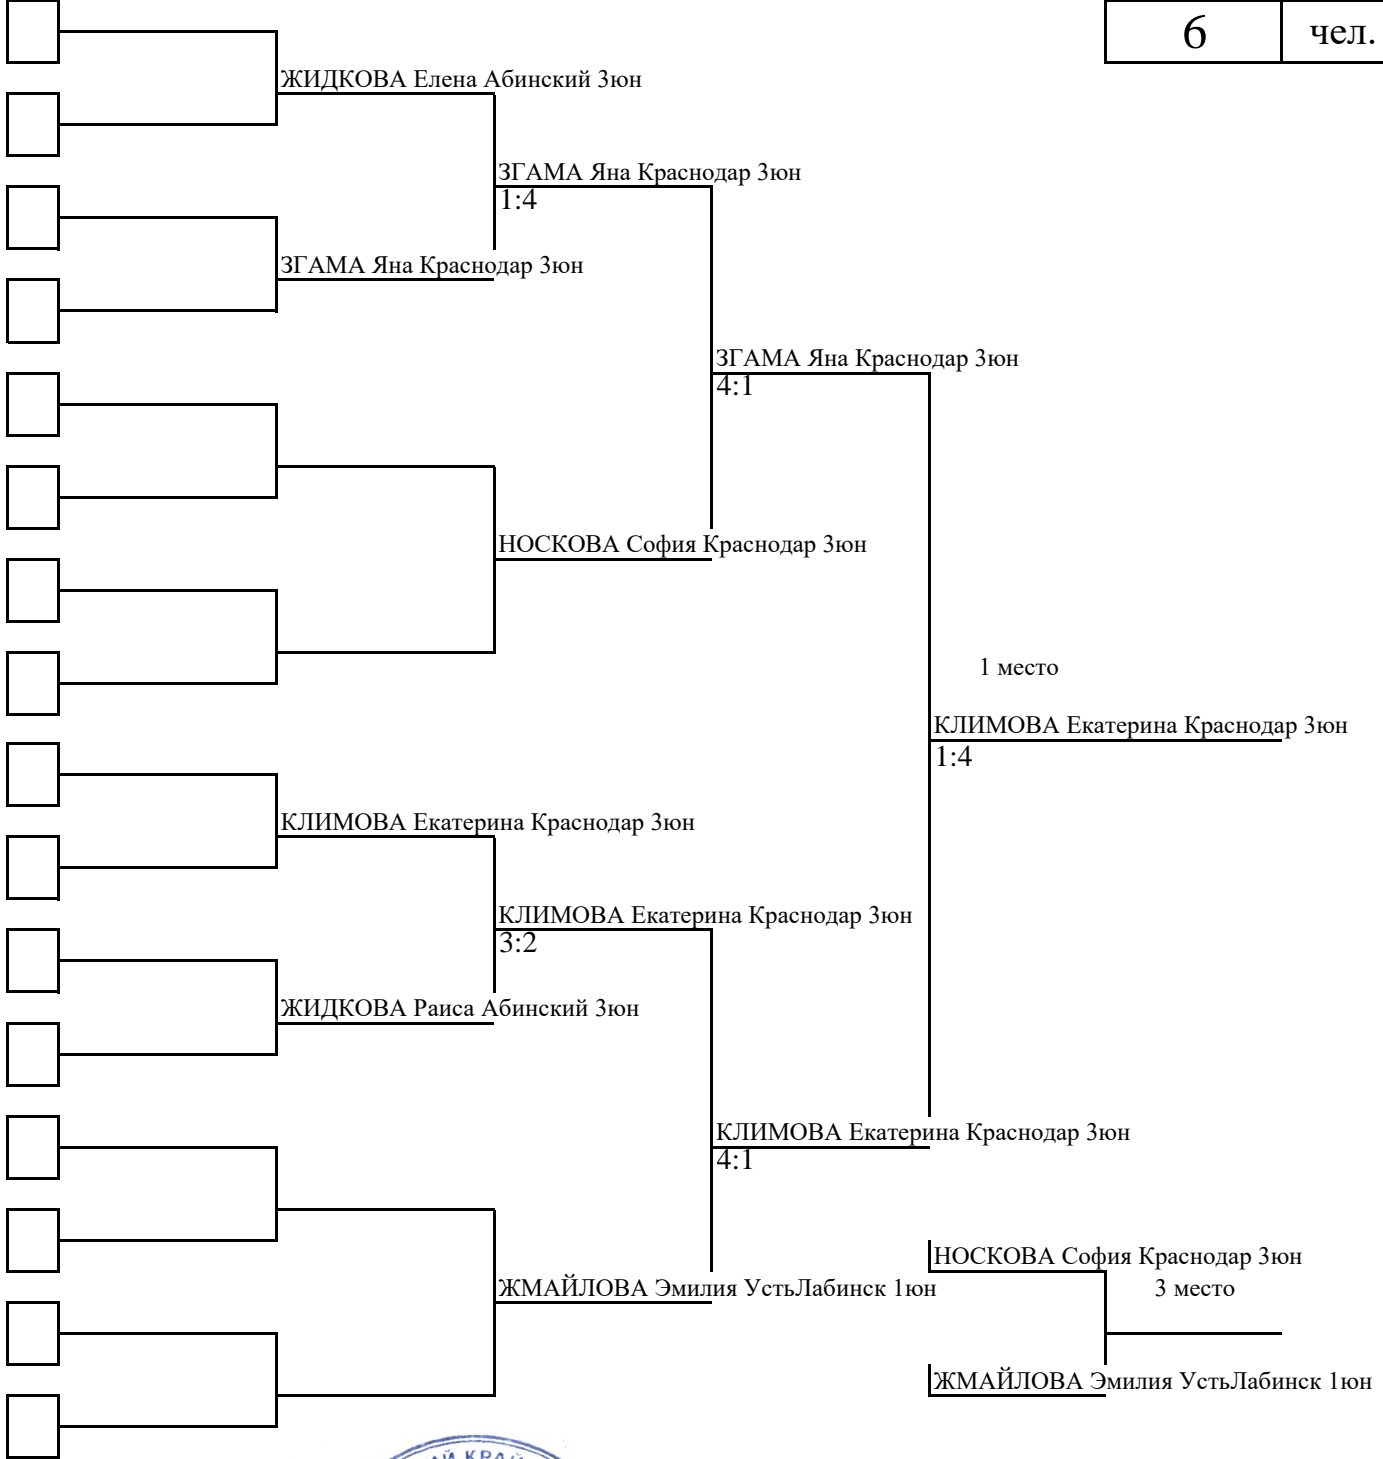 6 чел.
ЖИДКОВА Елена Абинский 3юн
ЗГАМА Яна Краснодар 3юн
1:4
ЗГАМА Яна Краснодар 3юн
ЗГАМА Яна Краснодар 3юн
4:1
НОСКОВА София Краснодар 3юн
1 место
КЛИМОВА Екатерина Краснодар 3юн
1:4
КЛИМОВА Екатерина Краснодар 3юн
КЛИМОВА Екатерина Краснодар 3юн
3:2
ЖИДКОВА Раиса Абинский 3юн
КЛИМОВА Екатерина Краснодар 3юн
4:1
НОСКОВА София Краснодар 3юн
ЖМАЙЛОВА Эмилия УстьЛабинск 1юн
3 место
ЖМАЙЛОВА Эмилия УстьЛабинск 1юн